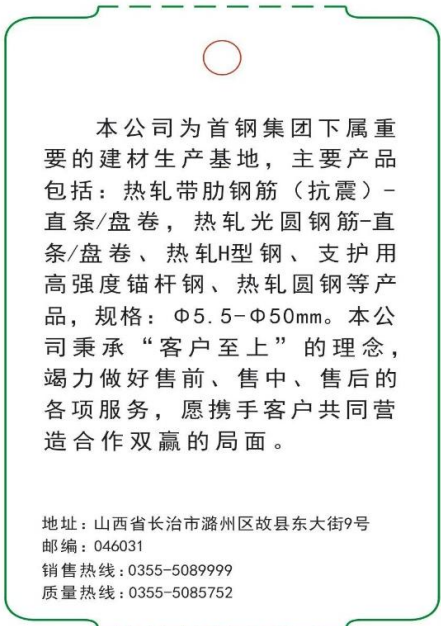 本公司为首钢集团下属重
要的建材生产基地，主要产品
包括：热轧带肋钢筋（抗震）-
直条/盘卷，热轧光圆钢筋-直
条/盘卷、热轧H型钢、支护用
高强度锚杆钢、热轧圆钢等产
品，规格：Φ5.5-Φ50mm。本公
司秉承“客户至上”的理念，
竭力做好售前、售中、售后的
各项服务，愿携手客户共同营
造合作双赢的局面。
地址：山西省长治市潞州区故县东大街9号
邮编：046031
销售热线：0355-5089999
质量热线：0355-5085752